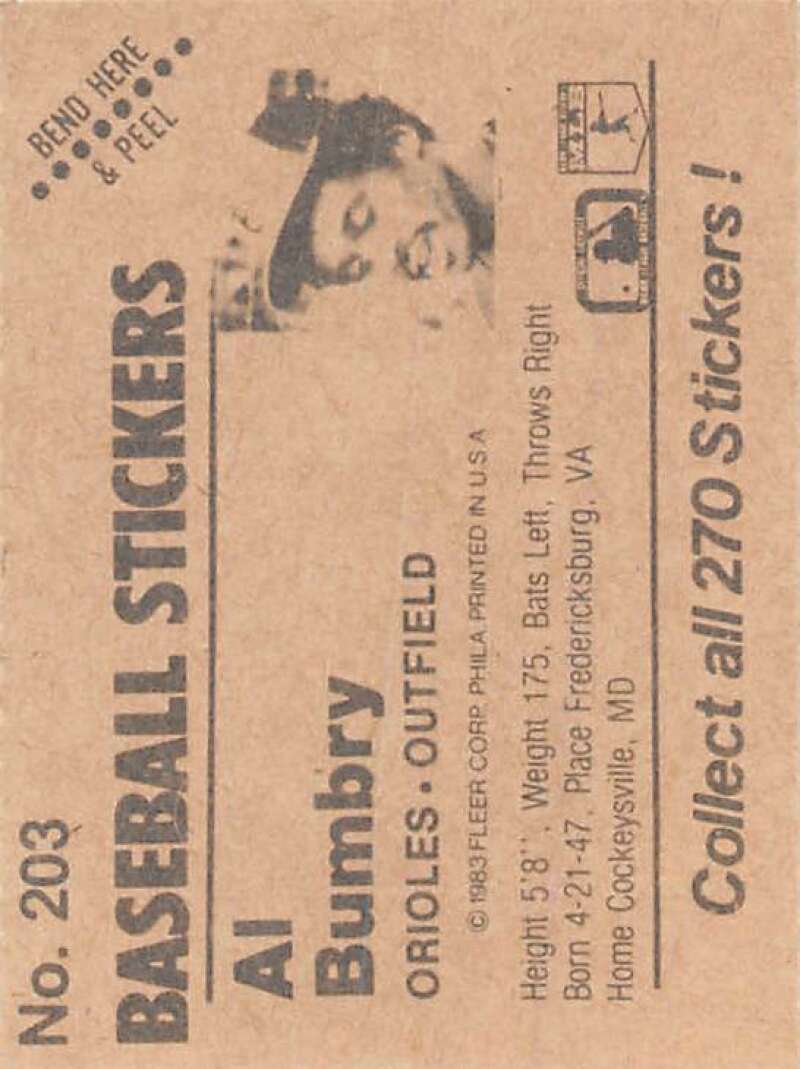 No. 203
BEND HERE
& PEEL
BASEBALL STICKERS
Al
Bumbry
ORIOLES • OUTFIELD
© 1983 FLEER CORP. PHILA. PRINTED IN U.S.A
Height 5'8'', Weight 175, Bats Left, Throws Right
Born 4-21-47, Place Fredericksburg, VA
Home Cockeysville, MD
Collect all 270 Stickers!